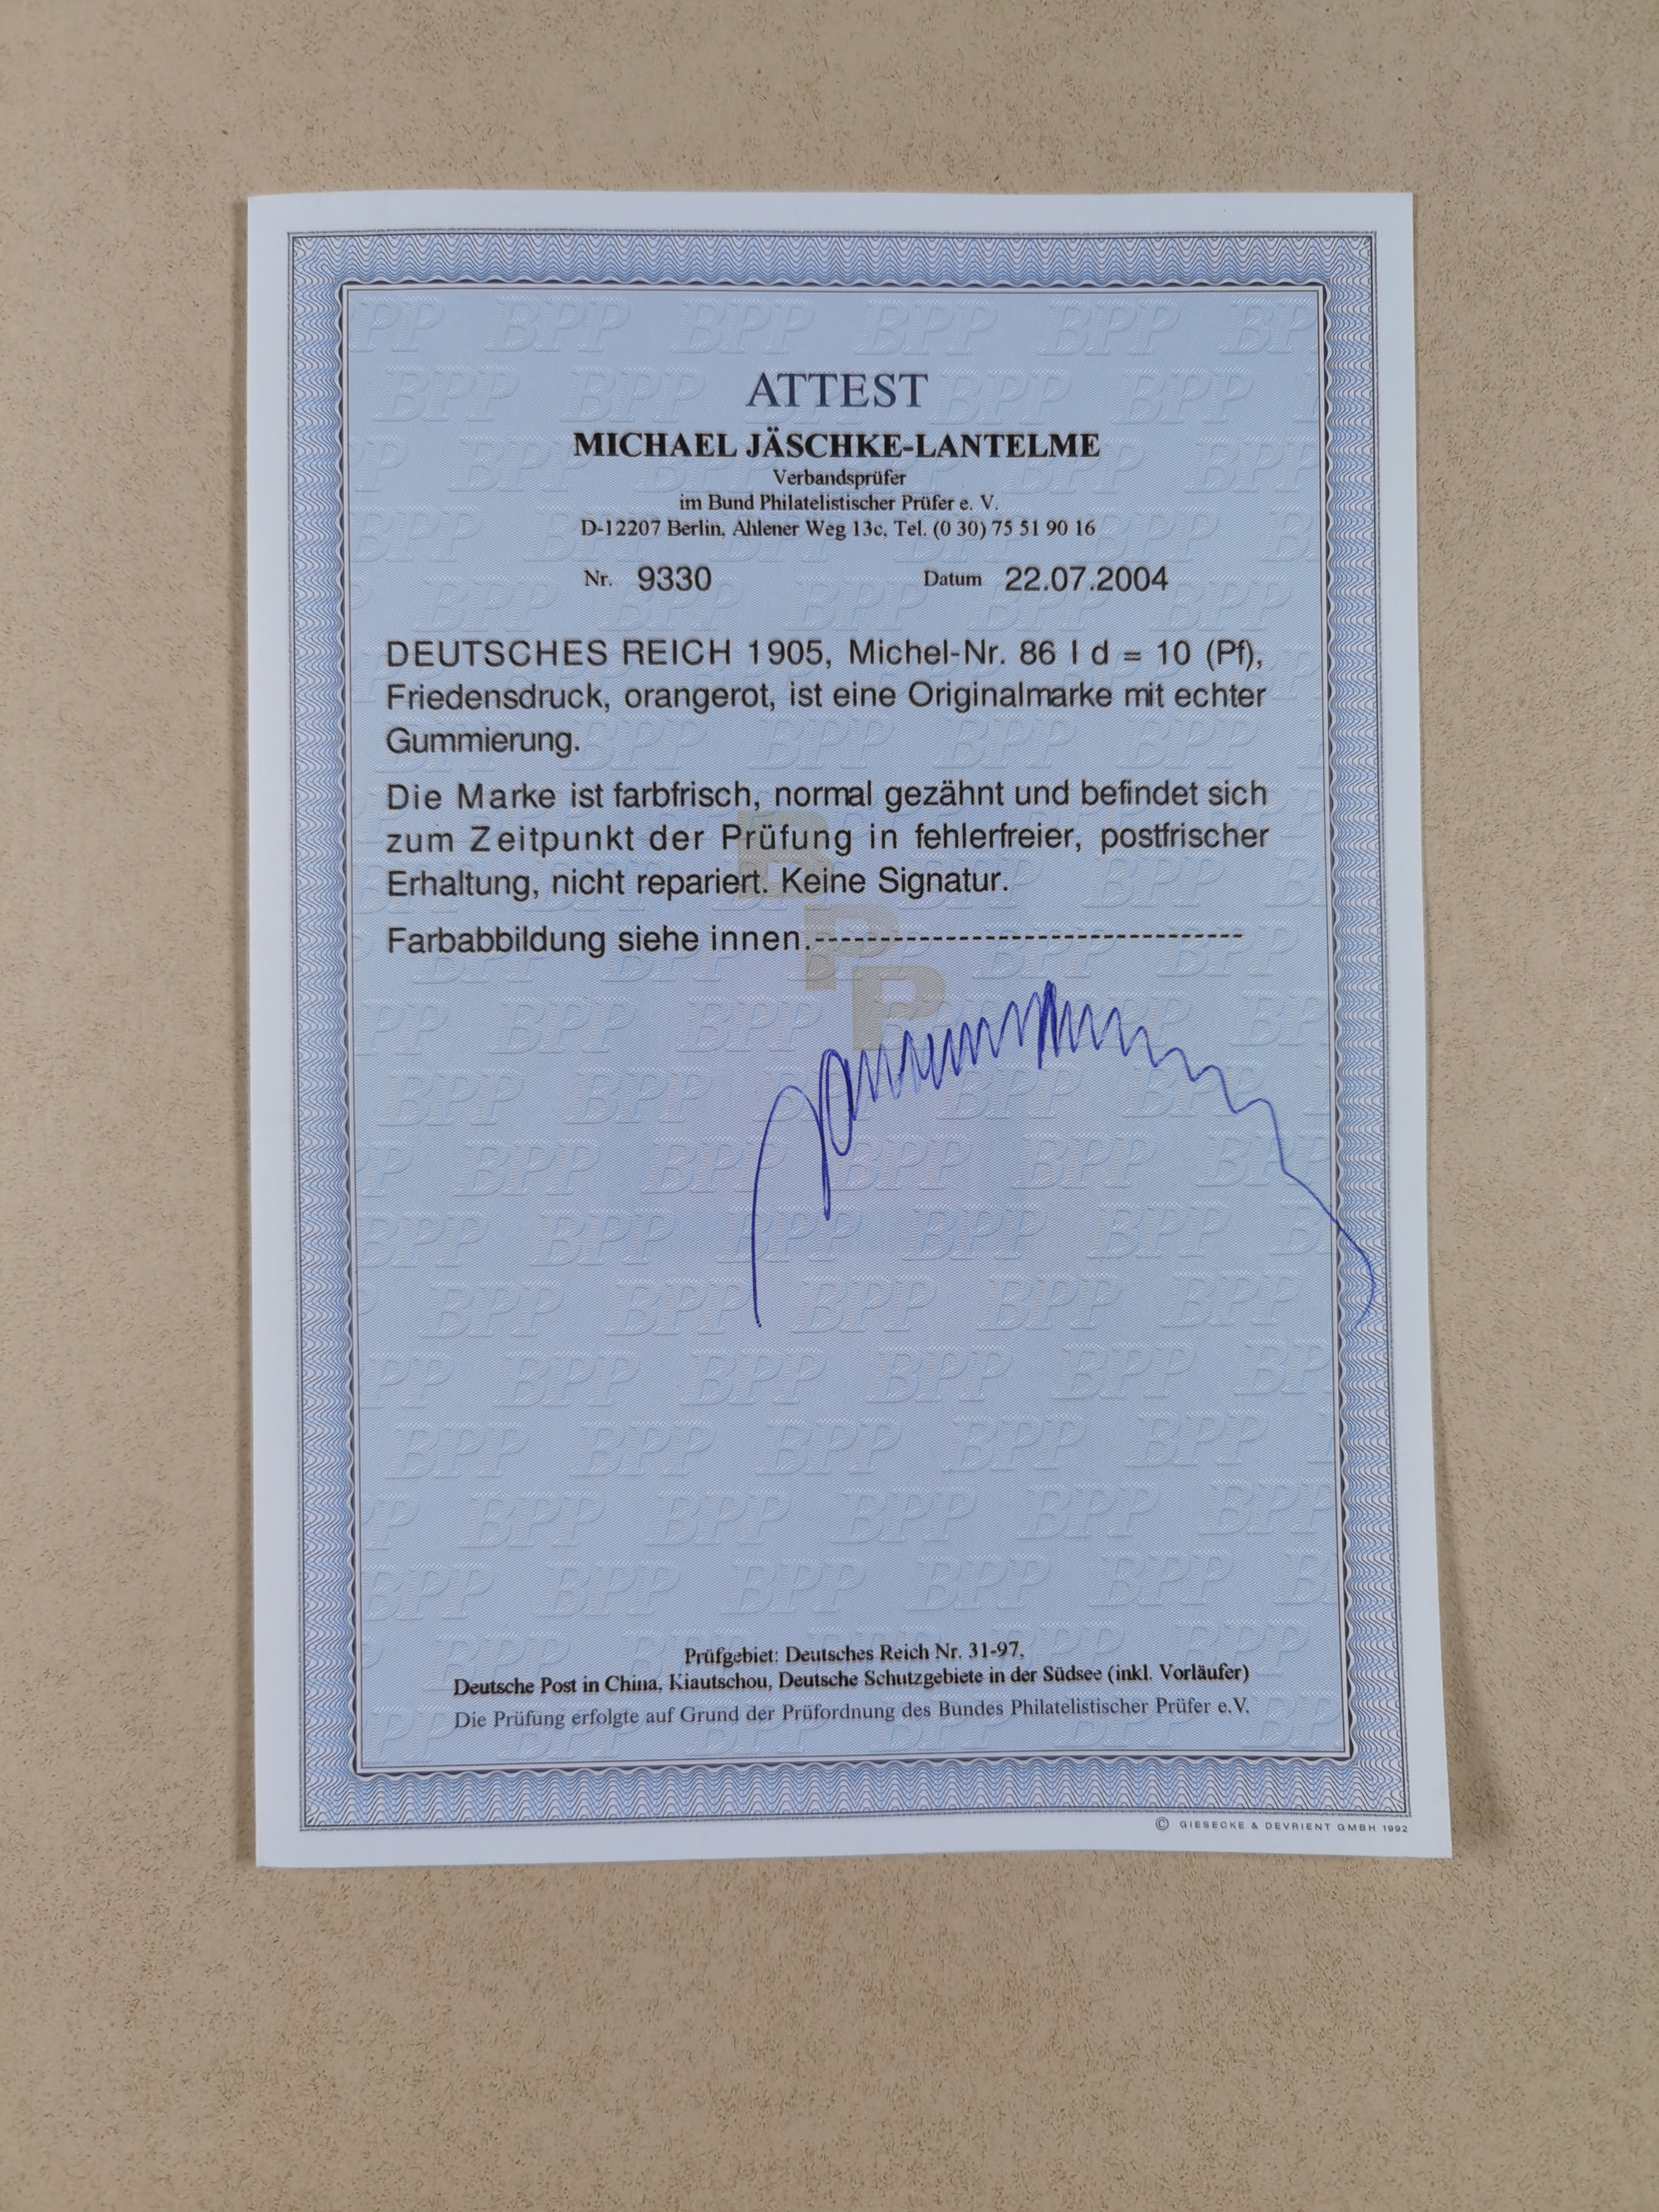 ATTEST
MICHAEL JÄSCHKE-LANTELME
Verbandsprüfer
im Bund Philatelistischer Prüfer e. V.
D-12207 Berlin, Ahlener Weg 13c, Tel. (0 30) 75 51 90 16
Nr. 9330 Datum 22.07.2004
DEUTSCHES REICH 1905, Michel-Nr. 86 I d = 10 (Pf),
Friedensdruck, orangerot, ist eine Originalmarke mit echter
Gummierung.
Die Marke ist farbfrisch, normal gezähnt und befindet sich
zum Zeitpunkt der Prüfung in fehlerfreier, postfrischer
Erhaltung, nicht repariert. Keine Signatur.
Farbabbildung siehe innen.---------------------------------
BPP
Prüfgebiet: Deutsches Reich Nr. 31-97,
Deutsche Post in China, Kiautschou, Deutsche Schutzgebiete in der Südsee (inkl. Vorläufer)
Die Prüfung erfolgte auf Grund der Prüfordnung des Bundes Philatelistischer Prüfer e.V.
© GIESECKE & DEVRIENT GMBH 1992